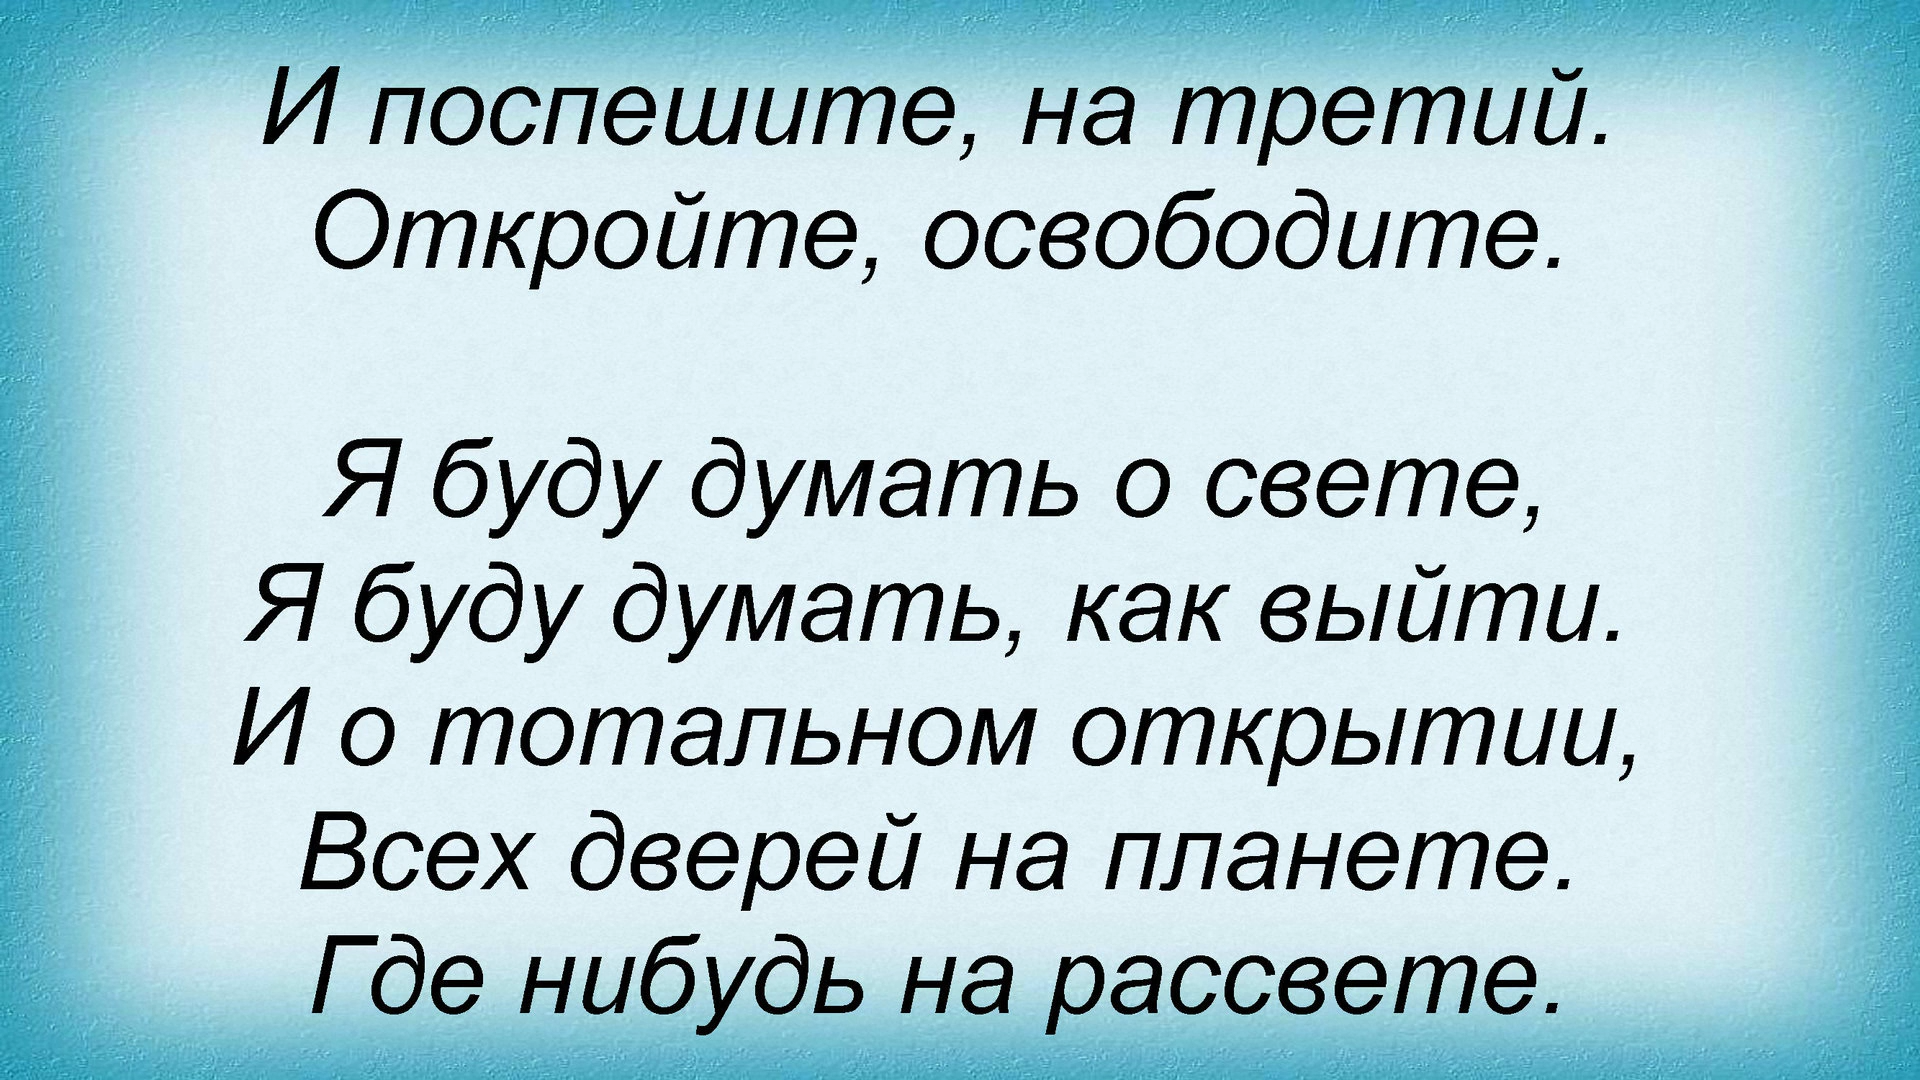 И поспешите, на третий.
Откройте, освободите.
Я буду думать о свете,
Я буду думать, как выйти.
И о тотальном открытии,
Всех дверей на планете.
Где нибудь на рассвете.